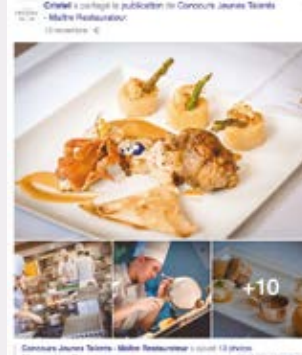 Cristel a partagé la publication de Concours Jeunes Talents
- Maître Restaurateur.
13 novembre
+10
Concours Jeunes Talents - Maître Restaurateur a ajouté 13 photos